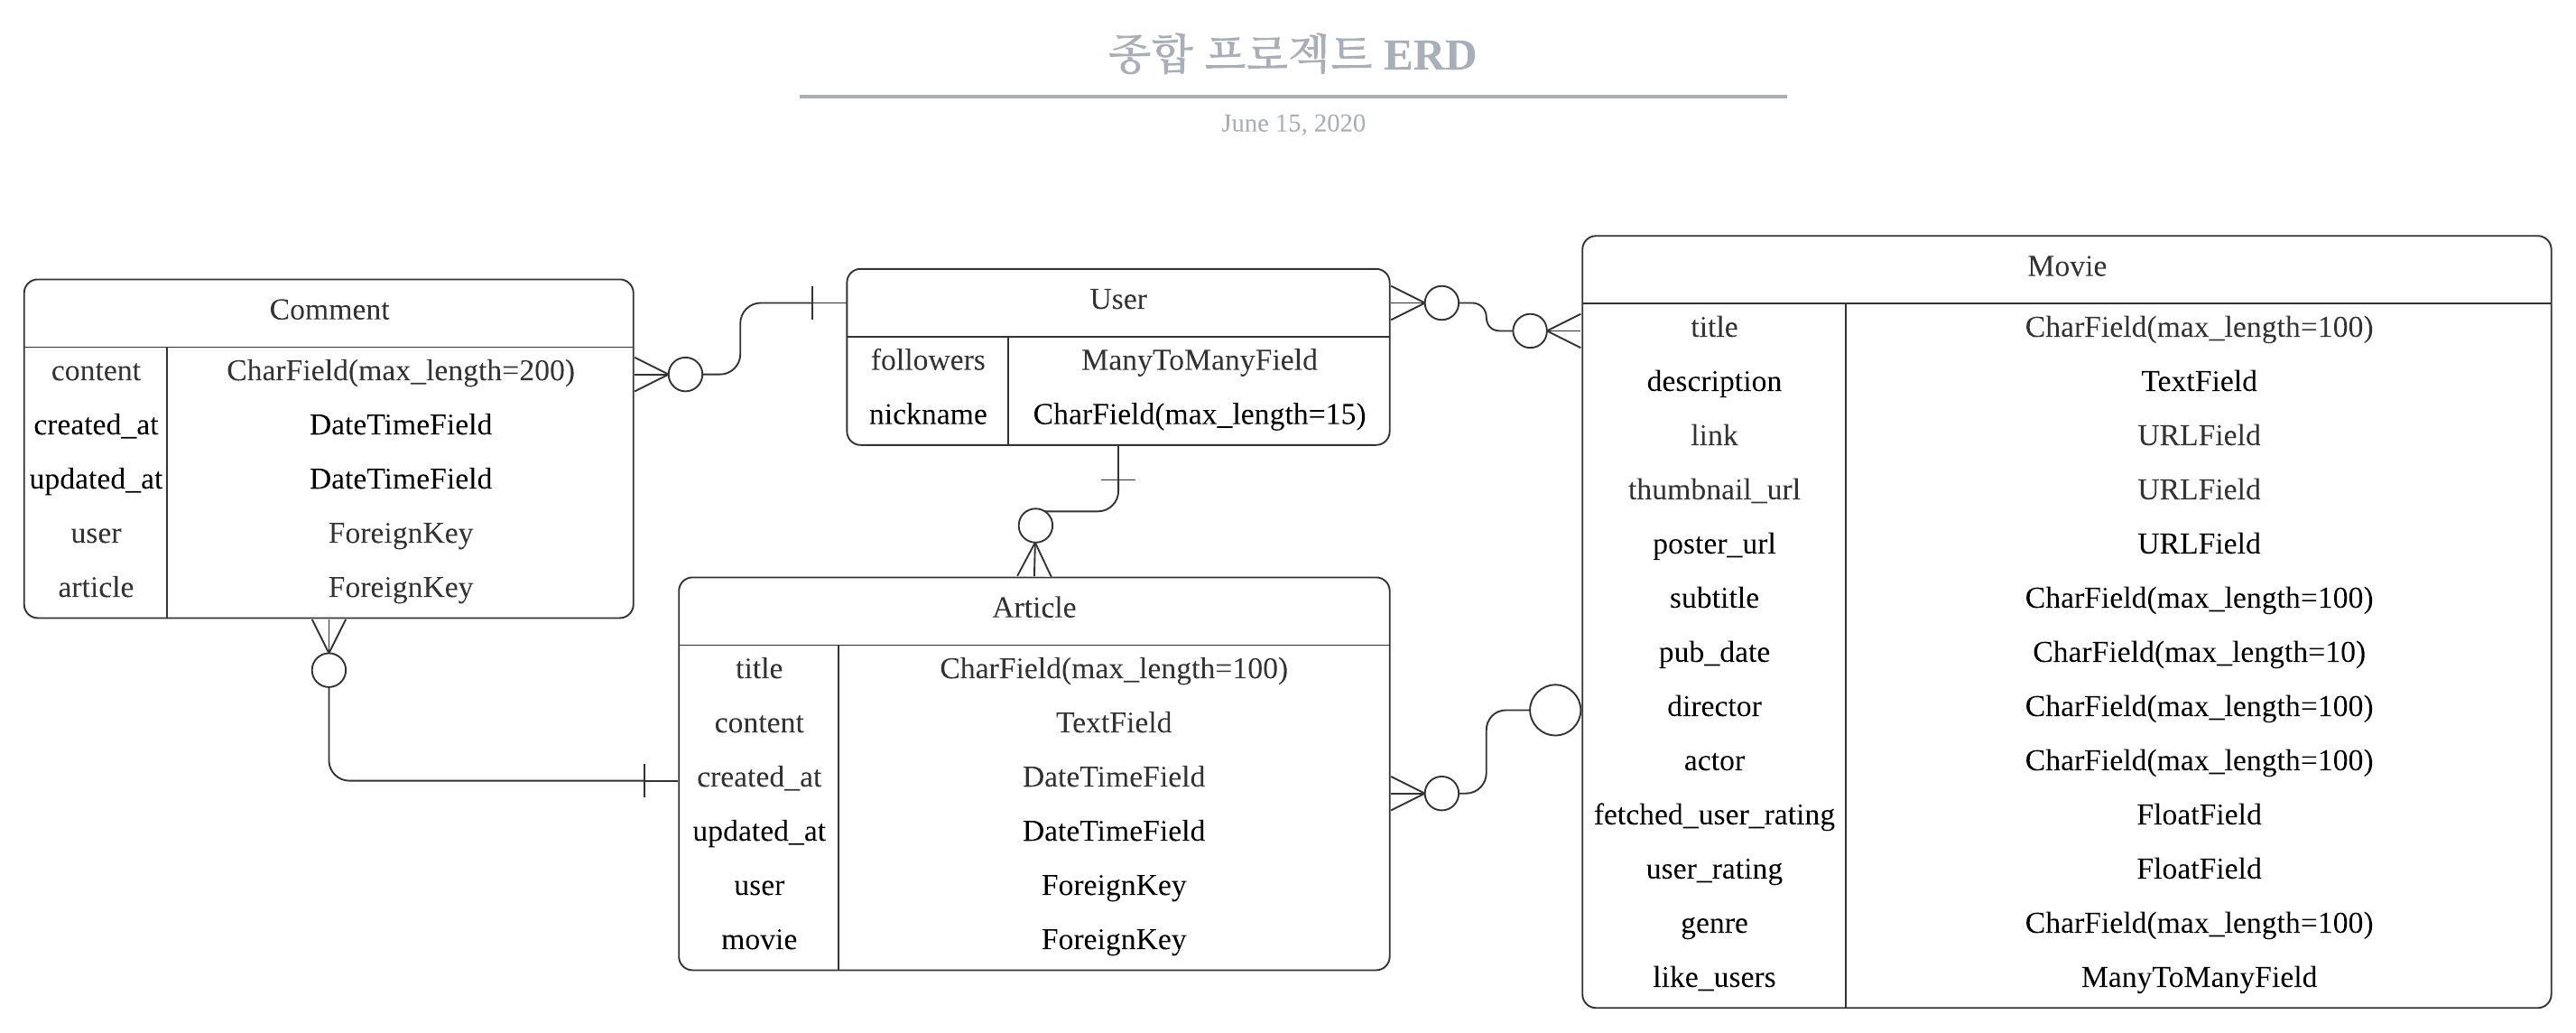 종합 프로젝트 ERD
June 15, 2020
Comment
content CharField(max_length=200)
created_at DateTimeField
updated_at DateTimeField
user ForeignKey
article ForeignKey
User
followers ManyToManyField
nickname CharField(max_length=15)
Article
title CharField(max_length=100)
content TextField
created_at DateTimeField
updated_at DateTimeField
user ForeignKey
movie ForeignKey
Movie
title CharField(max_length=100)
description TextField
link URLField
thumbnail_url URLField
poster_url URLField
subtitle CharField(max_length=100)
pub_date CharField(max_length=10)
director CharField(max_length=100)
actor CharField(max_length=100)
fetched_user_rating FloatField
user_rating FloatField
genre CharField(max_length=100)
like_users ManyToManyField